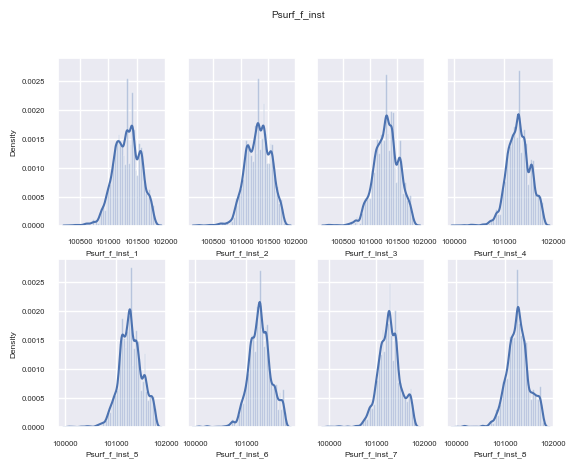 Psurf_f_inst
0.0025
0.0020
0.0015
0.0010
0.0005
0.0000
Density
100500 101000 101500 102000
Psurf_f_inst_1
100500 101000 101500 102000
Psurf_f_inst_2
100500 101000 101500 102000
Psurf_f_inst_3
100000 101000 102000
Psurf_f_inst_4
0.0025
0.0020
0.0015
0.0010
0.0005
0.0000
Density
100000 101000 102000
Psurf_f_inst_5
100000 101000
Psurf_f_inst_6
100000 101000 102000
Psurf_f_inst_7
100000 101000 102000
Psurf_f_inst_8